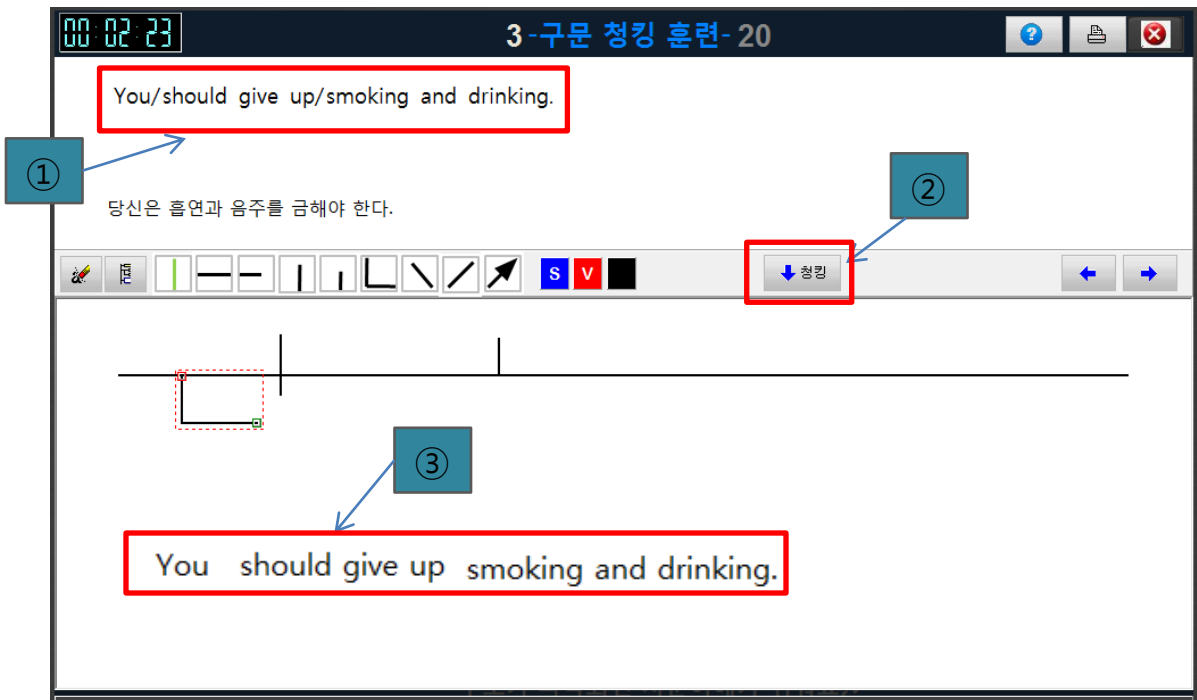 00:02:23
3 -구문 청킹 훈련- 20
You/should give up/smoking and drinking.
①
②
당신은 흡연과 음주를 금해야 한다.
S V
청킹
③
You should give up smoking and drinking.